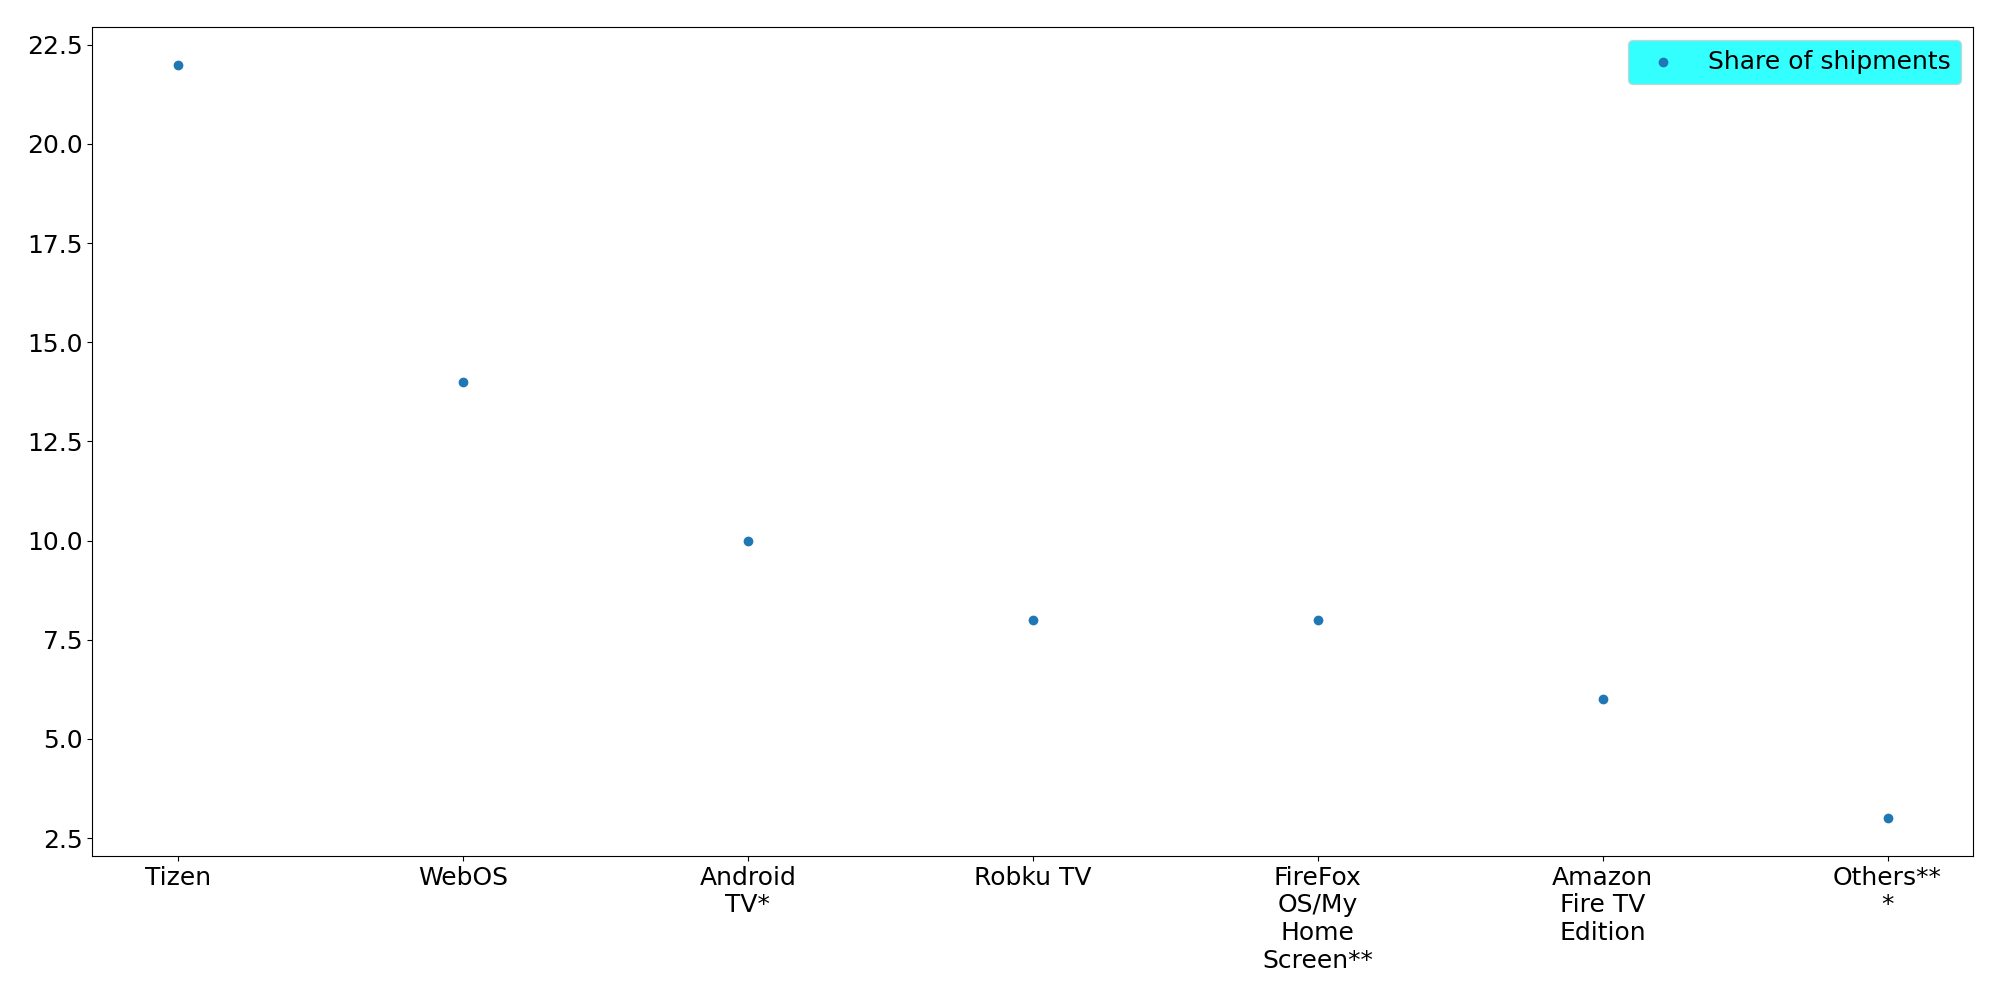 22.5
20.0
17.5
15.0
12.5
10.0
7.5
5.0
2.5
Share of shipments
Tizen
WebOS
Android
TV*
Robku TV
FireFox
OS/My
Home
Screen**
Amazon
Fire TV
Edition
Others**
*